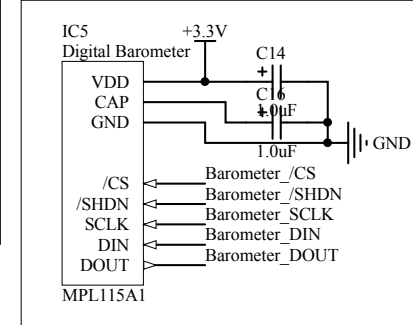 IC5
Digital Barometer
+3.3V
C14
+
VDD
CAP
GND
C16
1.0uF
+
1.0uF
GND
/CS
/SHDN
SCLK
DIN
DOUT
Barometer_/CS
Barometer_/SHDN
Barometer_SCLK
Barometer_DIN
Barometer_DOUT
MPL115A1